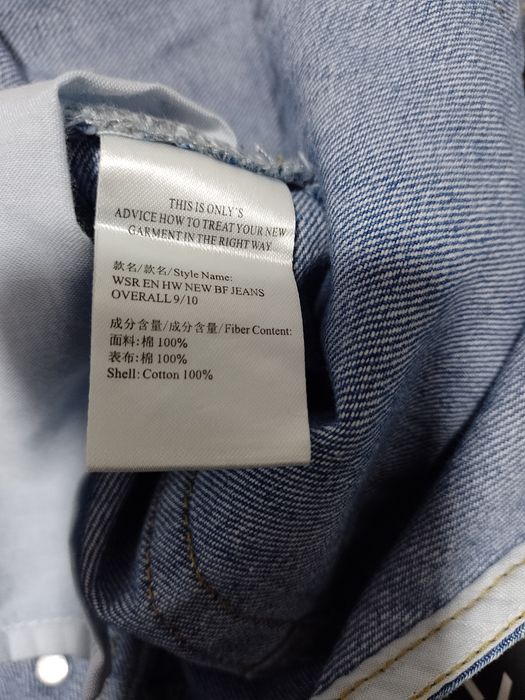 THIS IS ONLY'S
ADVICE HOW TO TREAT YOUR NEW
GARMENT IN THE RIGHT WAY
款名/款名/Style Name:
WSR EN HW NEW BF JEANS
OVERALL 9/10
成分含量/成分含量/Fiber Content:
面料:棉 100%
表布:棉 100%
Shell: Cotton 100%